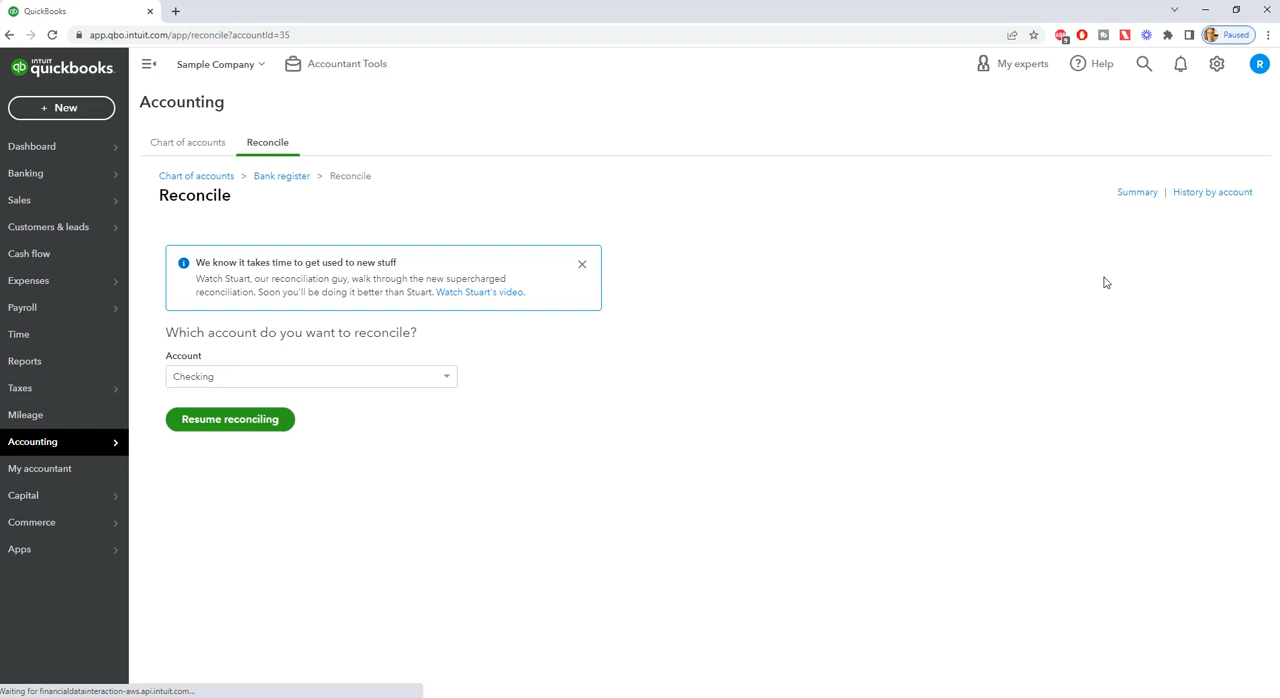 QuickBooks
app.qbo.intuit.com/app/reconcile?accountId=35
9
Paused
INTUIT
qb quickbooks.
Sample Company
Accountant Tools
My experts
Help
R
+ New
Accounting
Chart of accounts
Reconcile
Chart of accounts > Bank register > Reconcile
Reconcile
Summary | History by account
Dashboard
Banking
Sales
Customers & leads
Cash flow
Expenses
Payroll
Time
Reports
Taxes
Mileage
Accounting
My accountant
Capital
Commerce
Apps
We know it takes time to get used to new stuff
Watch Stuart, our reconciliation guy, walk through the new supercharged
reconciliation. Soon you'll be doing it better than Stuart. Watch Stuart's video.
Which account do you want to reconcile?
Account
Checking
Resume reconciling
Waiting for financialdatainteraction-aws.api.intuit.com...